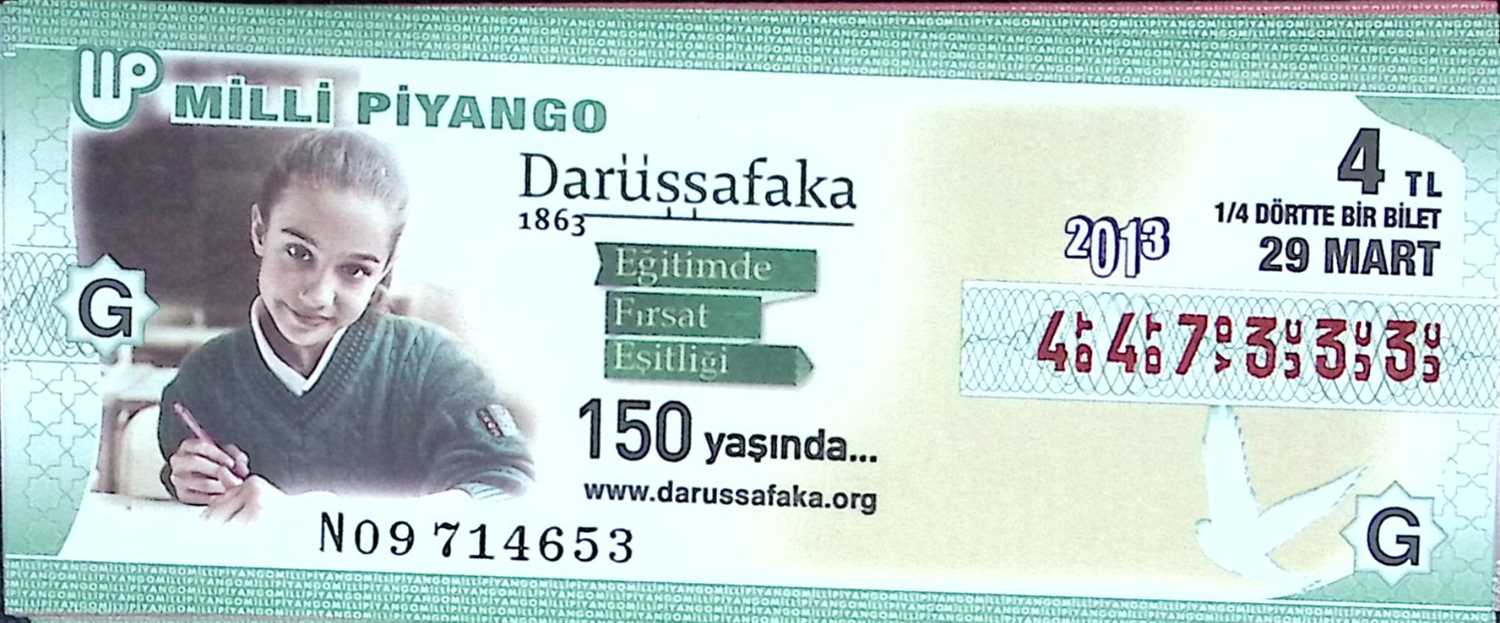 MİLLİ PİYANGO
Darüşşafaka
1863
Eğitimde
Fırsat
Eşitliği
150 yaşında...
www.darussafaka.org
N09 714653
4 TL
1/4 DÖRTTE BİR BİLET
2013
29 MART
447333
G
G